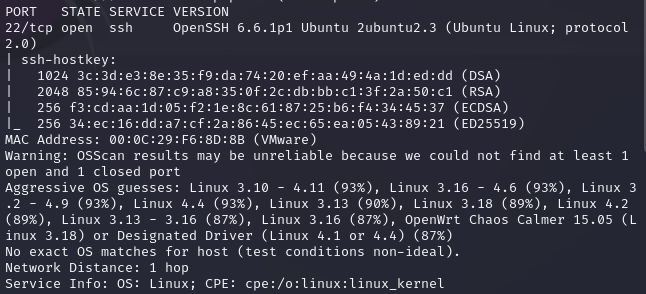 PORT   STATE SERVICE VERSION
22/tcp open  ssh     OpenSSH 6.6.1p1 Ubuntu 2ubuntu2.3 (Ubuntu Linux; protocol
2.0)
| ssh-hostkey:
|   1024 3c:3d:e3:8e:35:f9:da:74:20:ef:aa:49:4a:1d:ed:dd (DSA)
|   2048 85:94:6c:87:c9:a8:35:0f:2c:db:bb:c1:3f:2a:50:c1 (RSA)
|   256 f3:cd:aa:1d:05:f2:1e:8c:61:87:25:b6:f4:34:45:37 (ECDSA)
|_  256 34:ec:16:dd:a7:cf:2a:86:45:ec:65:ea:05:43:89:21 (ED25519)
MAC Address: 00:0C:29:F6:8D:8B (VMware)
Warning: OSScan results may be unreliable because we could not find at least 1
open and 1 closed port
Aggressive OS guesses: Linux 3.10 - 4.11 (93%), Linux 3.16 - 4.6 (93%), Linux 3
.2 - 4.9 (93%), Linux 4.4 (93%), Linux 3.13 (90%), Linux 3.18 (89%), Linux 4.2
(89%), Linux 3.13 - 3.16 (87%), Linux 3.16 (87%), OpenWrt Chaos Calmer 15.05 (L
inux 3.18) or Designated Driver (Linux 4.1 or 4.4) (87%)
No exact OS matches for host (test conditions non-ideal).
Network Distance: 1 hop
Service Info: OS: Linux; CPE: cpe:/o:linux:linux_kernel